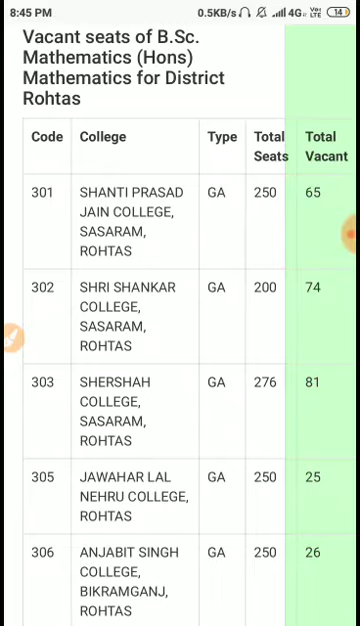 8:45 PM 0.5KB/s 4G Vo) LTE 14
Vacant seats of B.Sc.
Mathematics (Hons)
Mathematics for District
Rohtas
Code College Type Total Seats Total Vacant
301 SHANTI PRASAD JAIN COLLEGE, SASARAM, ROHTAS GA 250 65
302 SHRI SHANKAR COLLEGE, SASARAM, ROHTAS GA 200 74
303 SHERSHAH COLLEGE, SASARAM, ROHTAS GA 276 81
305 JAWAHAR LAL NEHRU COLLEGE, ROHTAS GA 250 25
306 ANJABIT SINGH COLLEGE, BIKRAMGANJ, ROHTAS GA 250 26